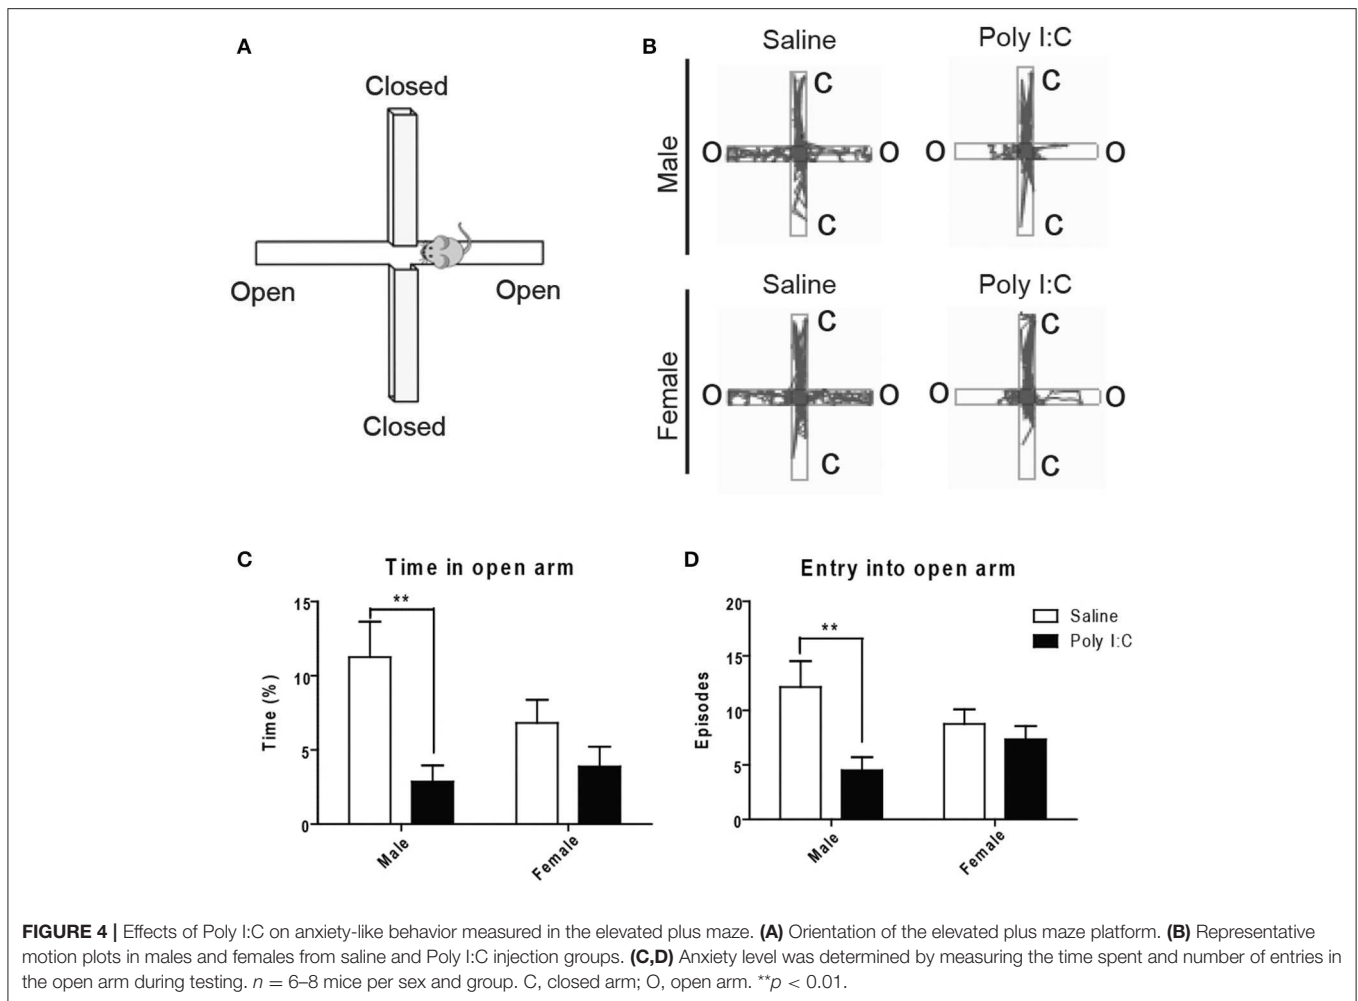 A
Closed
Open
Open
Closed
B
Saline
Poly I:C
Male
C
O
O
C
C
O
O
C
Saline
Poly I:C
Female
C
O
O
C
C
O
O
C
C
Time in open arm
**
15
10
5
0
Time (%)
Male
Female
D
Entry into open arm
**
20
15
10
5
0
Episodes
Male
Female
Saline
Poly I:C
FIGURE 4 | Effects of Poly I:C on anxiety-like behavior measured in the elevated plus maze. (A) Orientation of the elevated plus maze platform. (B) Representative
motion plots in males and females from saline and Poly I:C injection groups. (C,D) Anxiety level was determined by measuring the time spent and number of entries in
the open arm during testing. n = 6–8 mice per sex and group. C, closed arm; O, open arm. **p < 0.01.